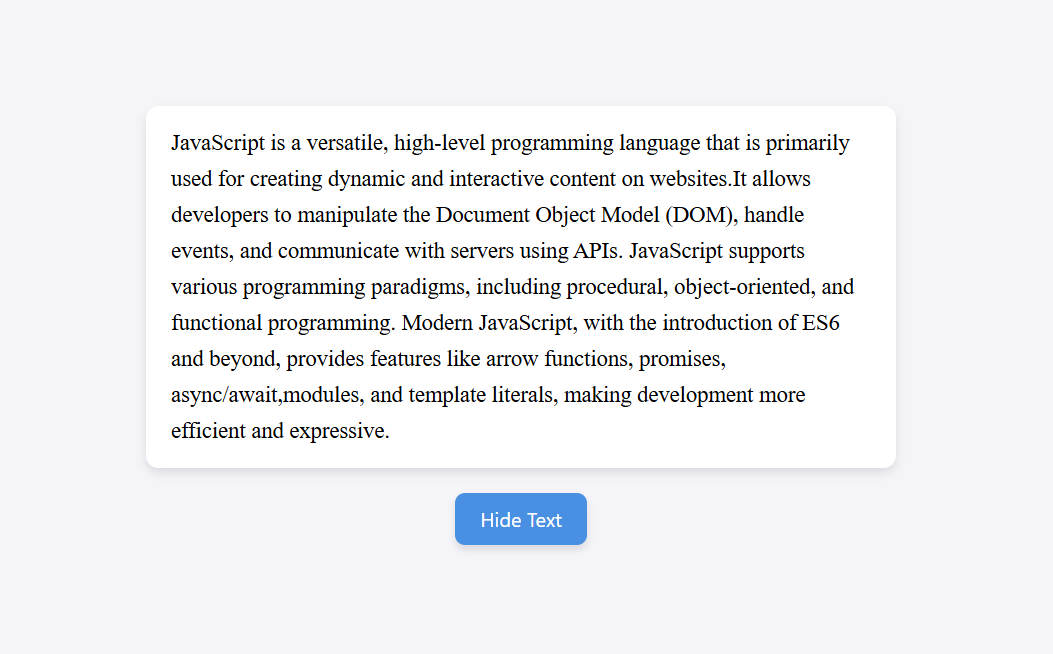 JavaScript is a versatile, high-level programming language that is primarily
used for creating dynamic and interactive content on websites.It allows
developers to manipulate the Document Object Model (DOM), handle
events, and communicate with servers using APIs. JavaScript supports
various programming paradigms, including procedural, object-oriented, and
functional programming. Modern JavaScript, with the introduction of ES6
and beyond, provides features like arrow functions, promises,
async/await,modules, and template literals, making development more
efficient and expressive.
Hide Text